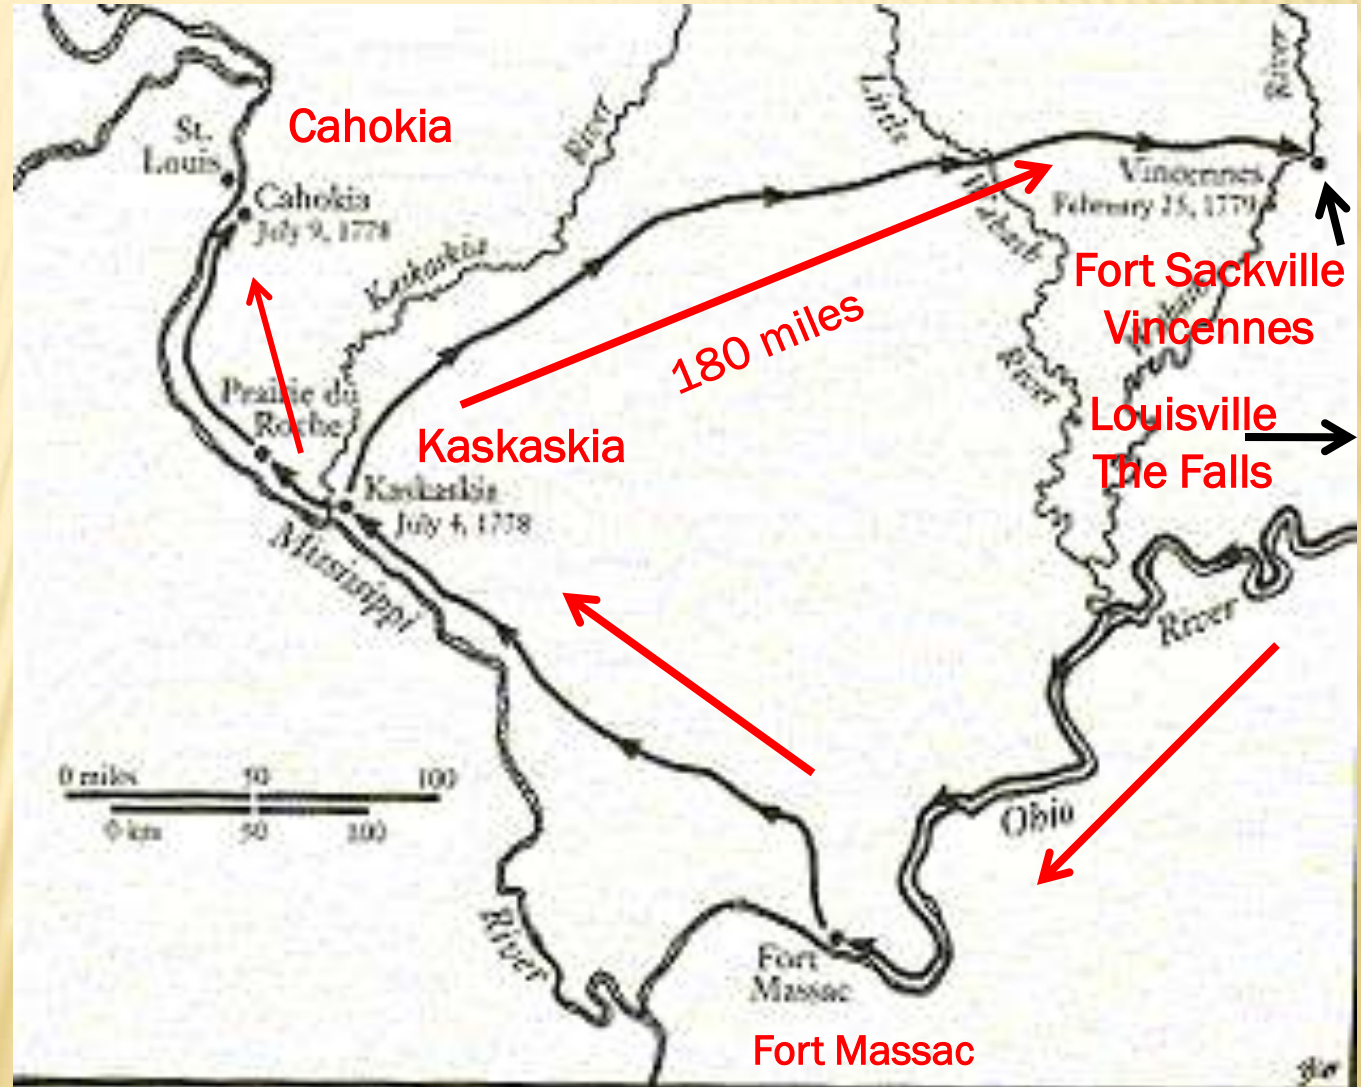 St.
Louis
Cahokia
Cahokia
July 9, 1778
River
Little
Wabash
River
River
Vincennes
February 25, 1779
Fort Sackville
Vincennes
Kaskaskia
180 miles
Prairie du
Roche
Kaskaskia
Kaskaskia
July 4, 1778
Louisville
The Falls
Mississippi
River
River
Ohio
0 miles 50 100
0 km 50 100
Fort
Massac
Fort Massac